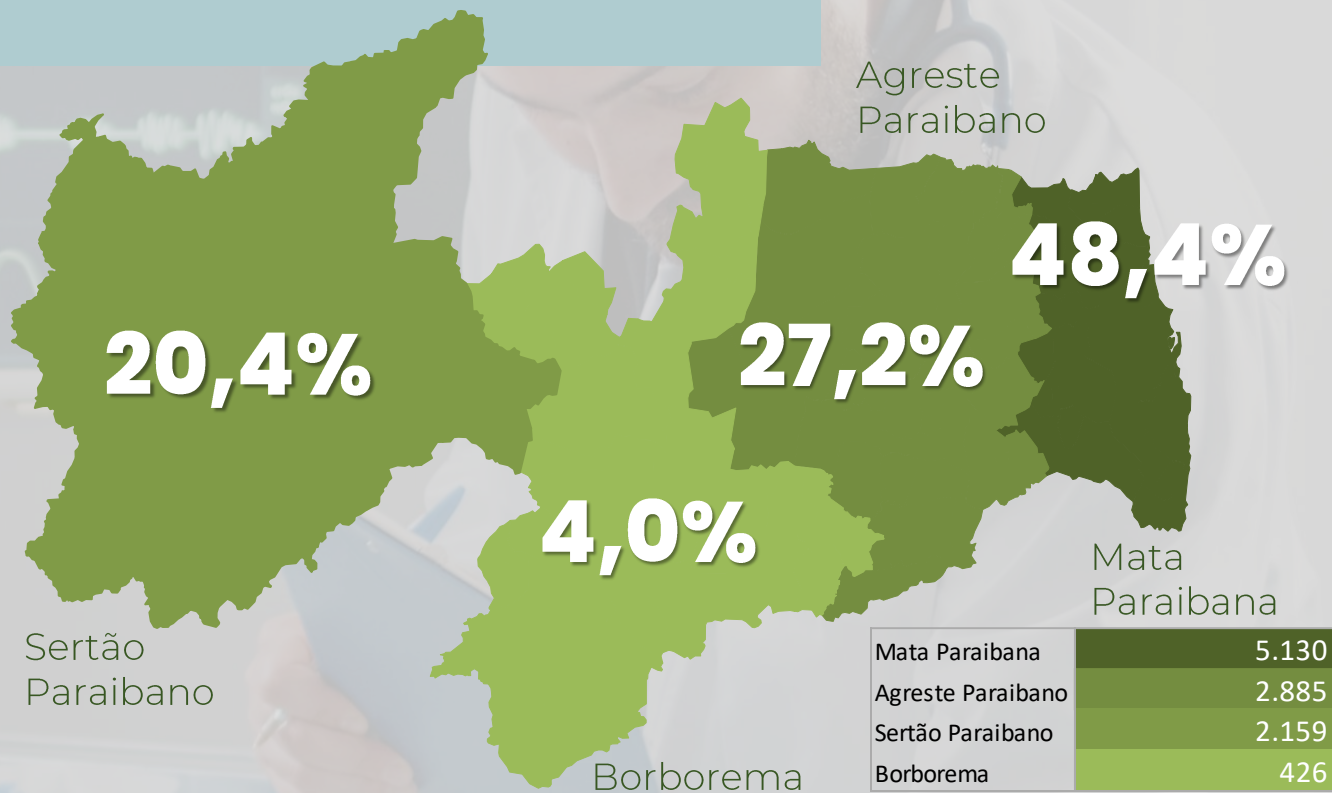 Agreste
Paraibano
48,4%
20,4%
27,2%
4,0%
Mata
Paraibana
Sertão
Paraibano
Borborema
Mata Paraibana 5.130
Agreste Paraibano 2.885
Sertão Paraibano 2.159
Borborema 426